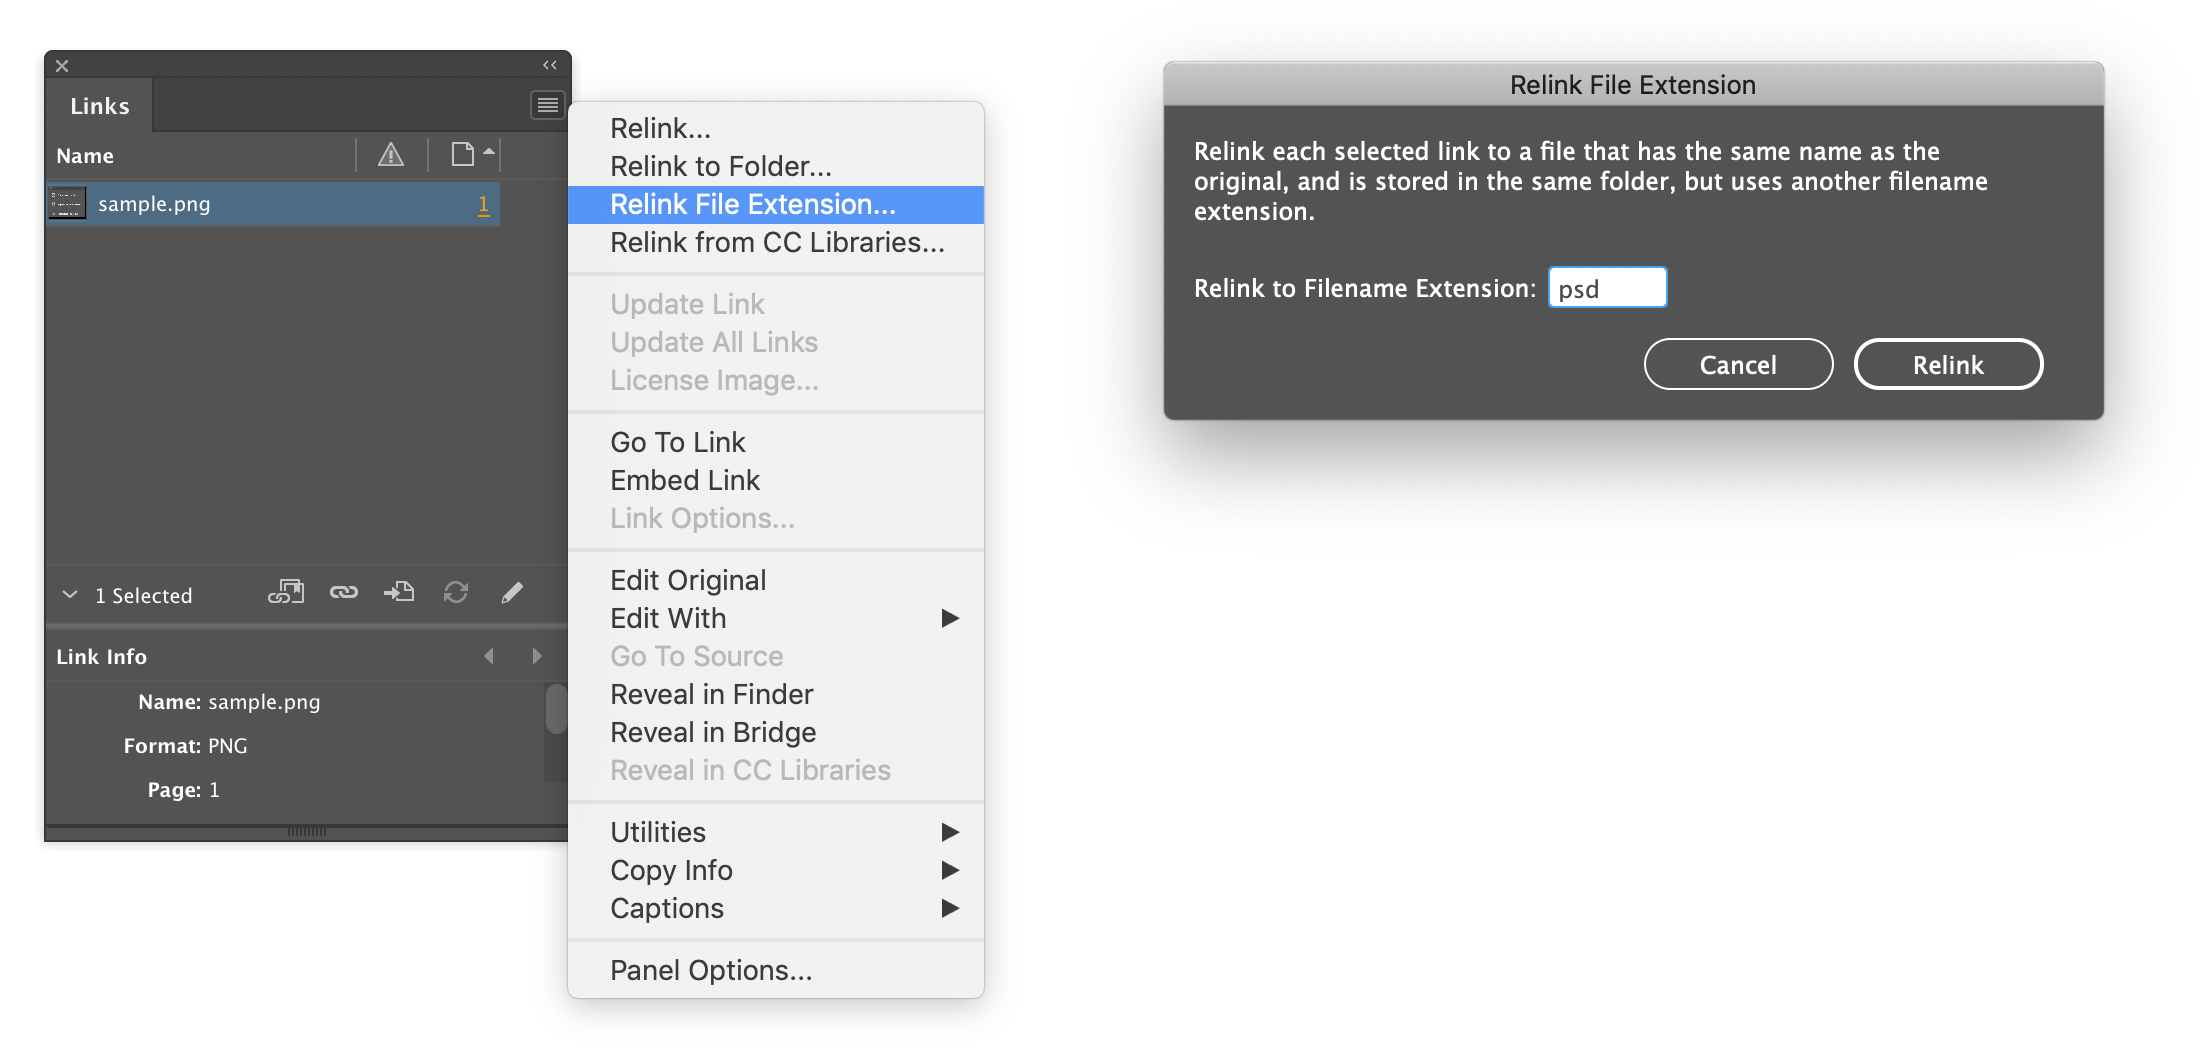 Links
Name
sample.png 1
1 Selected
Link Info
Name: sample.png
Format: PNG
Page: 1
Relink...
Relink to Folder...
Relink File Extension...
Relink from CC Libraries...
Update Link
Update All Links
License Image...
Go To Link
Embed Link
Link Options...
Edit Original
Edit With
Go To Source
Reveal in Finder
Reveal in Bridge
Reveal in CC Libraries
Utilities
Copy Info
Captions
Panel Options...
Relink File Extension
Relink each selected link to a file that has the same name as the
original, and is stored in the same folder, but uses another filename
extension.
Relink to Filename Extension: psd
Cancel Relink